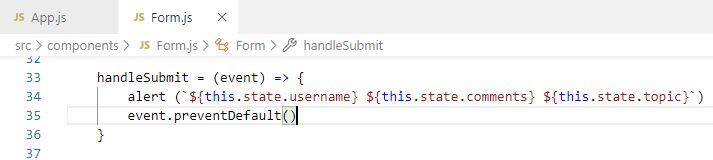 JS App.js JS Form.js ×
src > components > JS Form.js > Form > handleSubmit
32
33 handleSubmit = (event) => {
34 alert (`${this.state.username} ${this.state.comments} ${this.state.topic}`)
35 event.preventDefault()
36 }
37